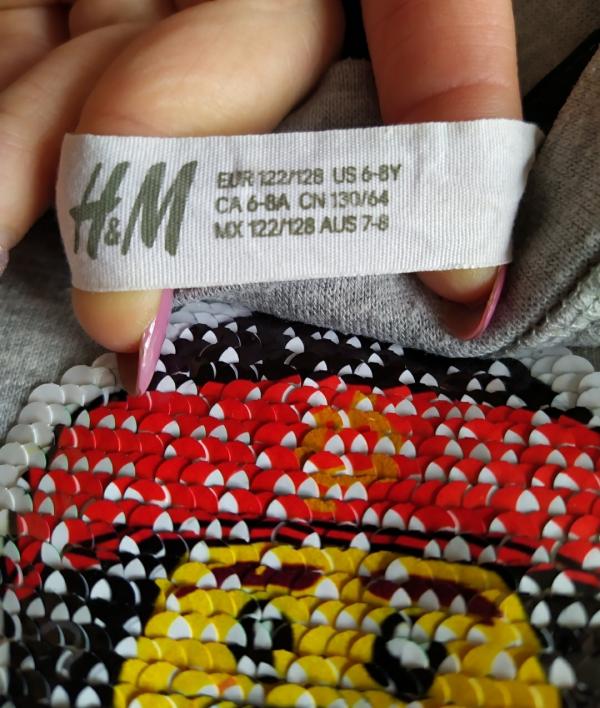 H&M
EUR 122/128 US 6-8Y
CA 6-8A CN 130/64
MX 122/128 AUS 7-8